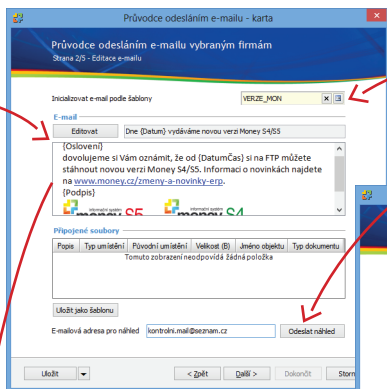 Průvodce odesláním e-mailu - karta
Průvodce odesláním e-mailu vybraným firmám
Strana 2/5 - Editace e-mailu
Inicializovat e-mail podle šablony VERZE_MON
E-mail
Editovat Dne {Datum} vydáváme novou verzi Money S4/S5
{Oslovení}
dovolujeme si Vám oznámit, že od {DatumČas} si na FTP můžete
stáhnout novou verzi Money S4/S5. Informaci o novinkách najdete
na www.money.cz/zmeny-a-novinky-erp.
{Podpis}
informační systém informační systém
money S5 money S4
Připojené soubory
Popis Typ umístění Původní umístění Velikost (B) Jméno objektu Typ dokumentu
Tomuto zobrazení neodpovídá žádná položka
Uložit jako šablonu
E-mailová adresa pro náhled kontrolni.mail@seznam.cz Odeslat náhled
Uložit < Zpět Další > Dokončit Storn